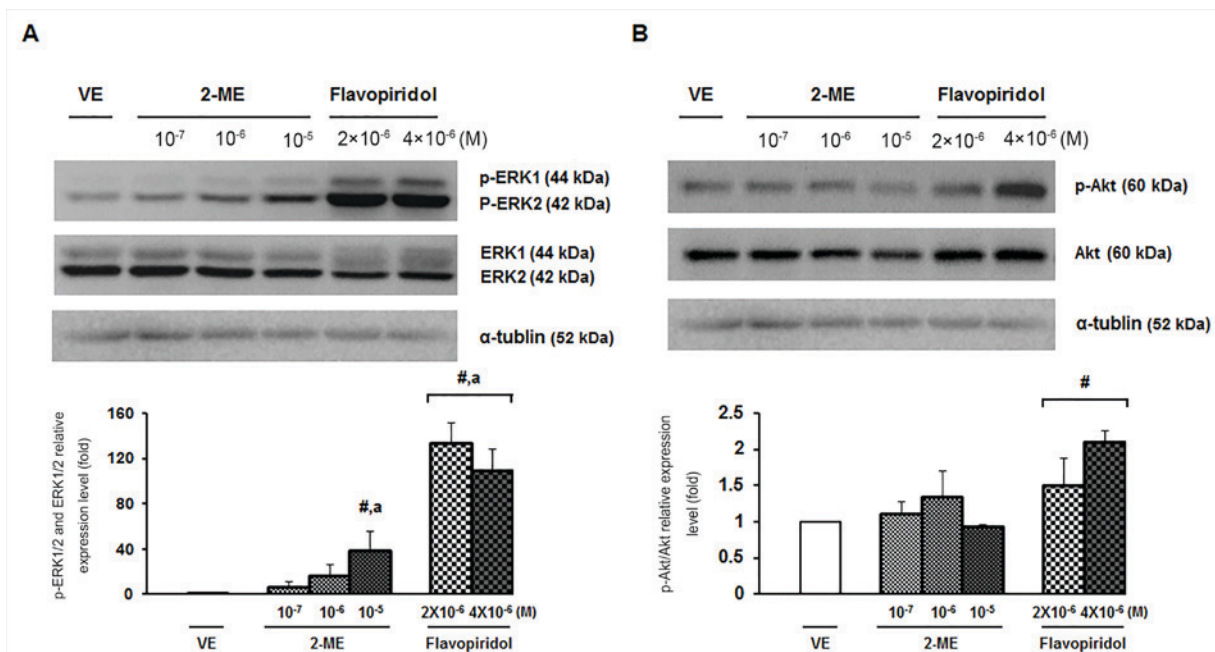 A
VE 2-ME Flavopiridol
10⁻⁷ 10⁻⁶ 10⁻⁵ 2×10⁻⁶ 4×10⁻⁶ (M)
p-ERK1 (44 kDa)
P-ERK2 (42 kDa)
ERK1 (44 kDa)
ERK2 (42 kDa)
α-tublin (52 kDa)
p-ERK1/2 and ERK1/2 relative
expression level (fold)
160
120
80
40
0
#,a
#,a
10⁻⁷ 10⁻⁶ 10⁻⁵ 2X10⁻⁶ 4X10⁻⁶ (M)
VE 2-ME Flavopiridol
B
VE 2-ME Flavopiridol
10⁻⁷ 10⁻⁶ 10⁻⁵ 2×10⁻⁶ 4×10⁻⁶ (M)
p-Akt (60 kDa)
Akt (60 kDa)
α-tublin (52 kDa)
p-Akt/Akt relative expression
level (fold)
2.5
2
1.5
1
0.5
0
#
10⁻⁷ 10⁻⁶ 10⁻⁵ 2X10⁻⁶ 4X10⁻⁶ (M)
VE 2-ME Flavopiridol